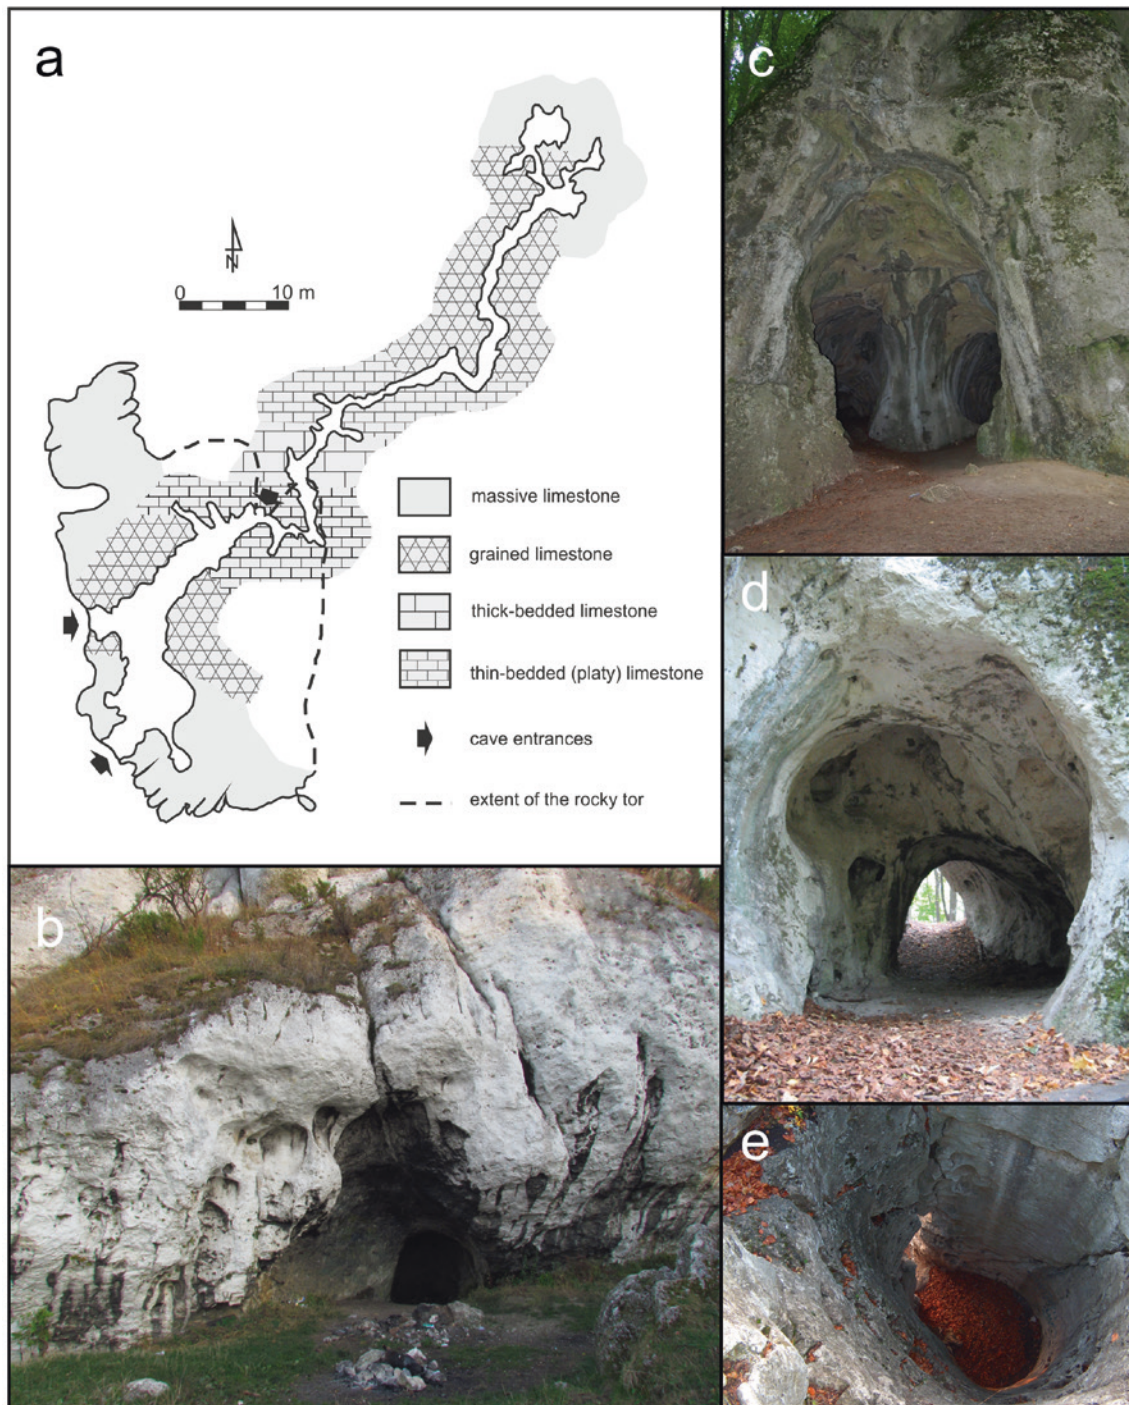 a
N
0 10 m
massive limestone
grained limestone
thick-bedded limestone
thin-bedded (platy) limestone
cave entrances
extent of the rocky tor
b
c
d
e